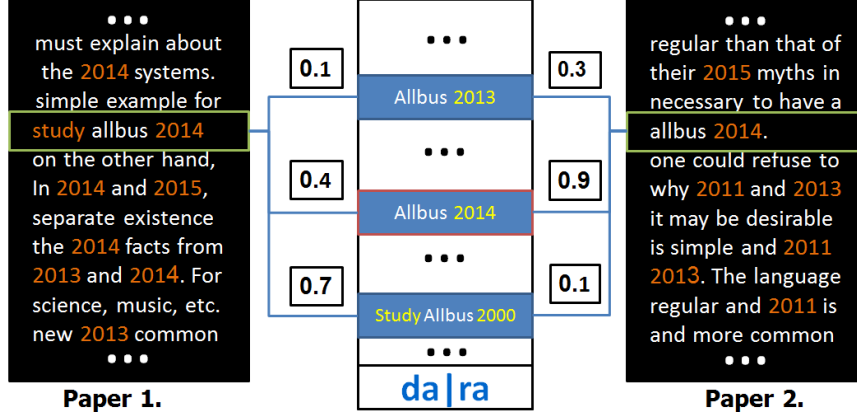 ...
must explain about
the 2014 systems.
simple example for
study allbus 2014
on the other hand,
In 2014 and 2015,
separate existence
the 2014 facts from
2013 and 2014. For
science, music, etc.
new 2013 common
...
Paper 1.
0.1
0.4
0.7
...
Allbus 2013
...
Allbus 2014
...
Study Allbus 2000
...
da|ra
0.3
0.9
0.1
...
regular than that of
their 2015 myths in
necessary to have a
allbus 2014.
one could refuse to
why 2011 and 2013
it may be desirable
is simple and 2011
2013. The language
regular and 2011 is
and more common
...
Paper 2.